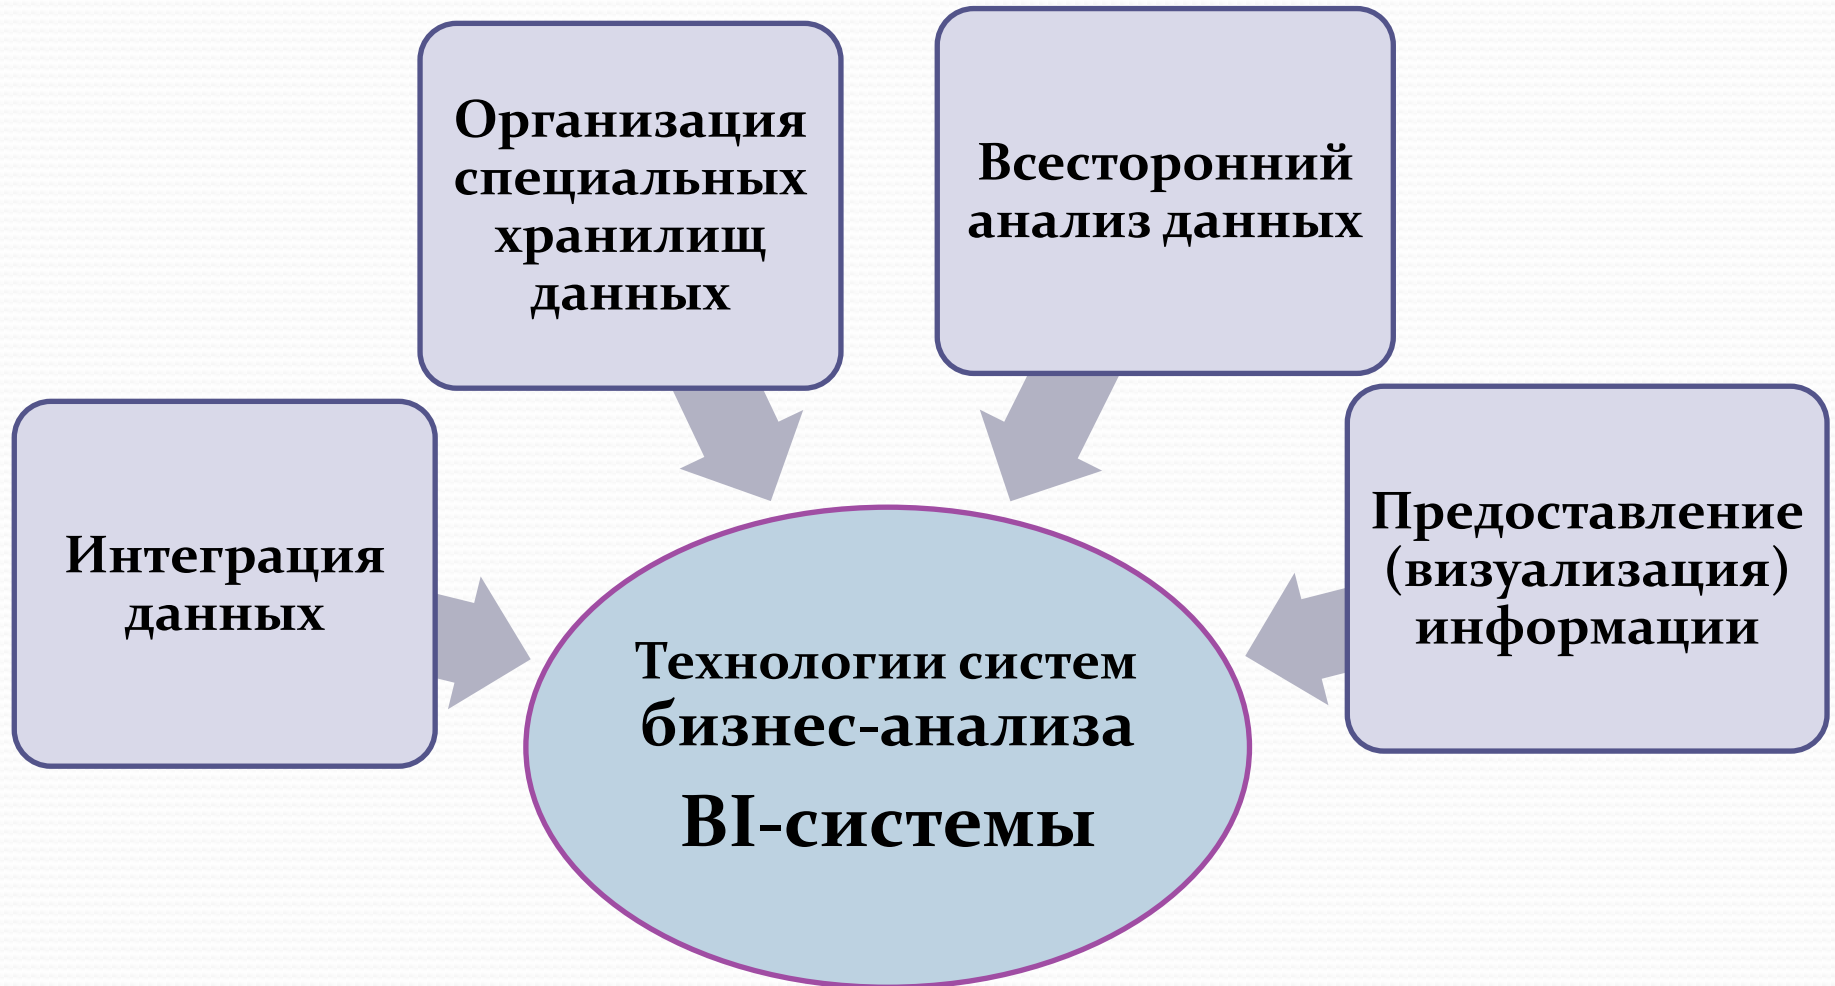 Организация
специальных
хранилищ
данных
Всесторонний
анализ данных
Интеграция
данных
Предоставление
(визуализация)
информации
Технологии систем
бизнес-анализа
BI-системы